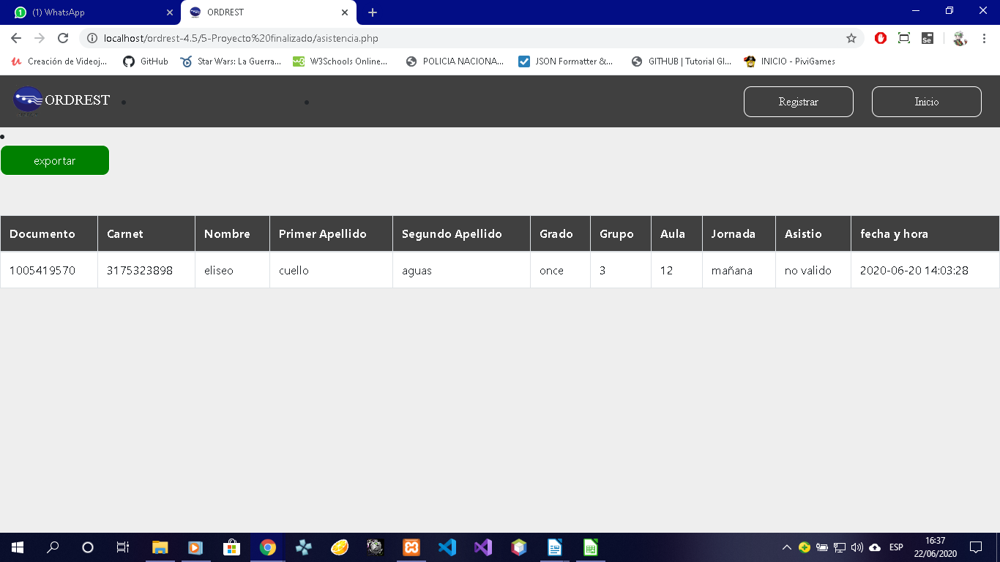 (1) WhatsApp
ORDREST
localhost/ordrest-4.5/5-Proyecto%20finalizado/asistencia.php
Creación de Videoj...
GitHub
Star Wars: La Guerra...
W3Schools Online...
POLICIA NACIONA...
JSON Formatter &...
GITHUB | Tutorial GI...
INICIO - PiviGames
ORDREST
Registrar
Inicio
exportar
Documento Carnet Nombre Primer Apellido Segundo Apellido Grado Grupo Aula Jornada Asistio fecha y hora
1005419570 3175323898 eliseo cuello aguas once 3 12 mañana no valido 2020-06-20 14:03:28
ESP
16:37
22/06/2020